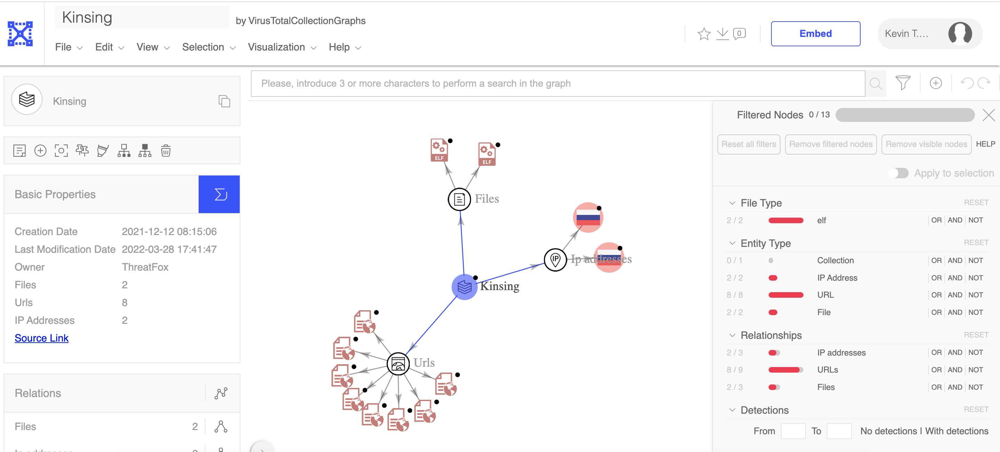 Kinsing
by VirusTotalCollectionGraphs
File Edit View Selection Visualization Help
0
Embed
Kevin T....
Kinsing
Please, introduce 3 or more characters to perform a search in the graph
Basic Properties
Creation Date 2021-12-12 08:15:06
Last Modification Date 2022-03-28 17:41:47
Owner ThreatFox
Files 2
Urls 8
IP Addresses 2
Source Link
Relations
Files 2
ELF
ELF
Files
IP
Ip addresses
Kinsing
Urls
Filtered Nodes 0 / 13
Reset all filters Remove filtered nodes Remove visible nodes HELP
Apply to selection
File Type RESET
2 / 2 elf OR AND NOT
Entity Type RESET
0 / 1 Collection OR AND NOT
2 / 2 IP Address OR AND NOT
8 / 8 URL OR AND NOT
2 / 2 File OR AND NOT
Relationships RESET
2 / 3 IP addresses OR AND NOT
8 / 9 URLs OR AND NOT
2 / 3 Files OR AND NOT
Detections RESET
From To No detections | With detections